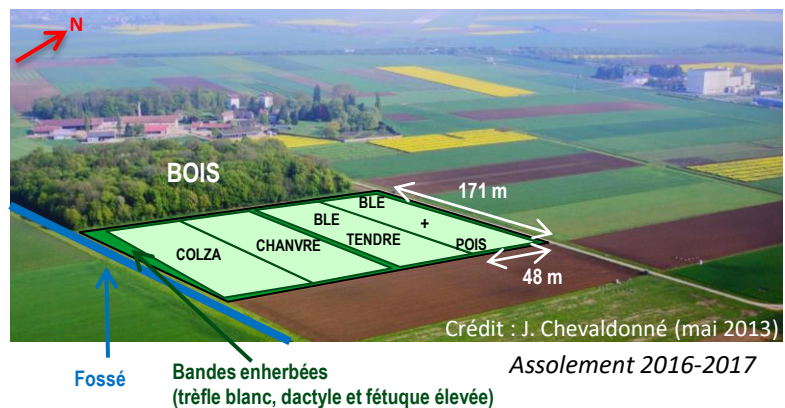 N
BOIS
171 m
BLE
BLE
+
COLZA
CHANVRE
TENDRE
POIS
48 m
Crédit : J. Chevaldonné (mai 2013)
Fossé
Bandes enherbées
(trèfle blanc, dactyle et fétuque élevée)
Assolement 2016-2017